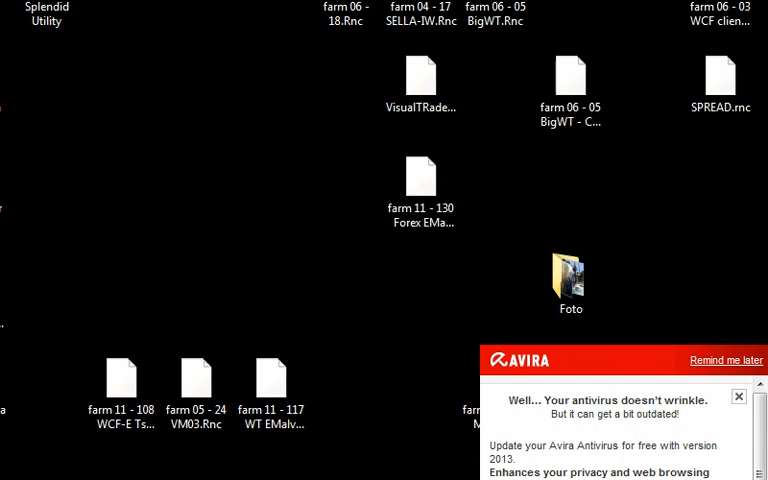 Splendid
Utility
farm 06 -
18.Rnc
farm 04 - 17
SELLA-IW.Rnc
farm 06 - 05
BigWT.Rnc
farm 06 - 03
WCF clien...
VisualTRade...
farm 06 - 05
BigWT - C...
SPREAD.rnc
farm 11 - 130
Forex EMa...
Foto
farm 11 - 108
WCF-E Ts...
farm 05 - 24
VM03.Rnc
farm 11 - 117
WT EMalv...
AVIRA
Remind me later
Well... Your antivirus doesn't wrinkle.
But it can get a bit outdated!
Update your Avira Antivirus for free with version
2013.
Enhances your privacy and web browsing